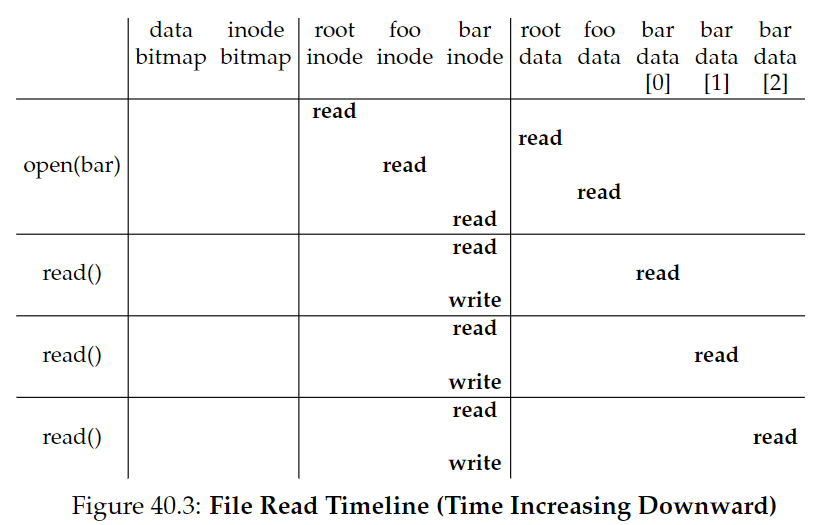 data inode root foo bar root foo bar bar bar
bitmap bitmap inode inode inode data data data data data
[0] [1] [2]
read
read
open(bar) read
read
read
read
read() read
write
read
read() read
write
read
read() read
write
Figure 40.3: File Read Timeline (Time Increasing Downward)